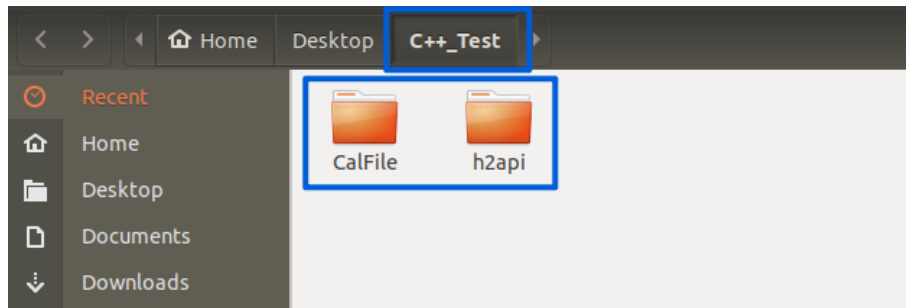 Home Desktop C++_Test
Recent
Home
Desktop
Documents
Downloads
CalFile h2api